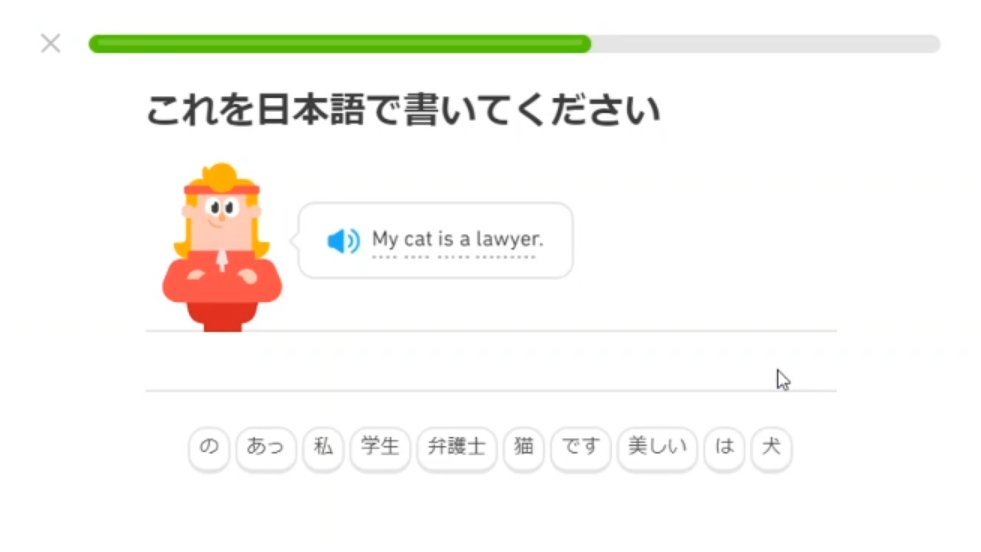 これを日本語で書いてください
My cat is a lawyer.
の あっ 私 学生 弁護士 猫 です 美しい は 犬